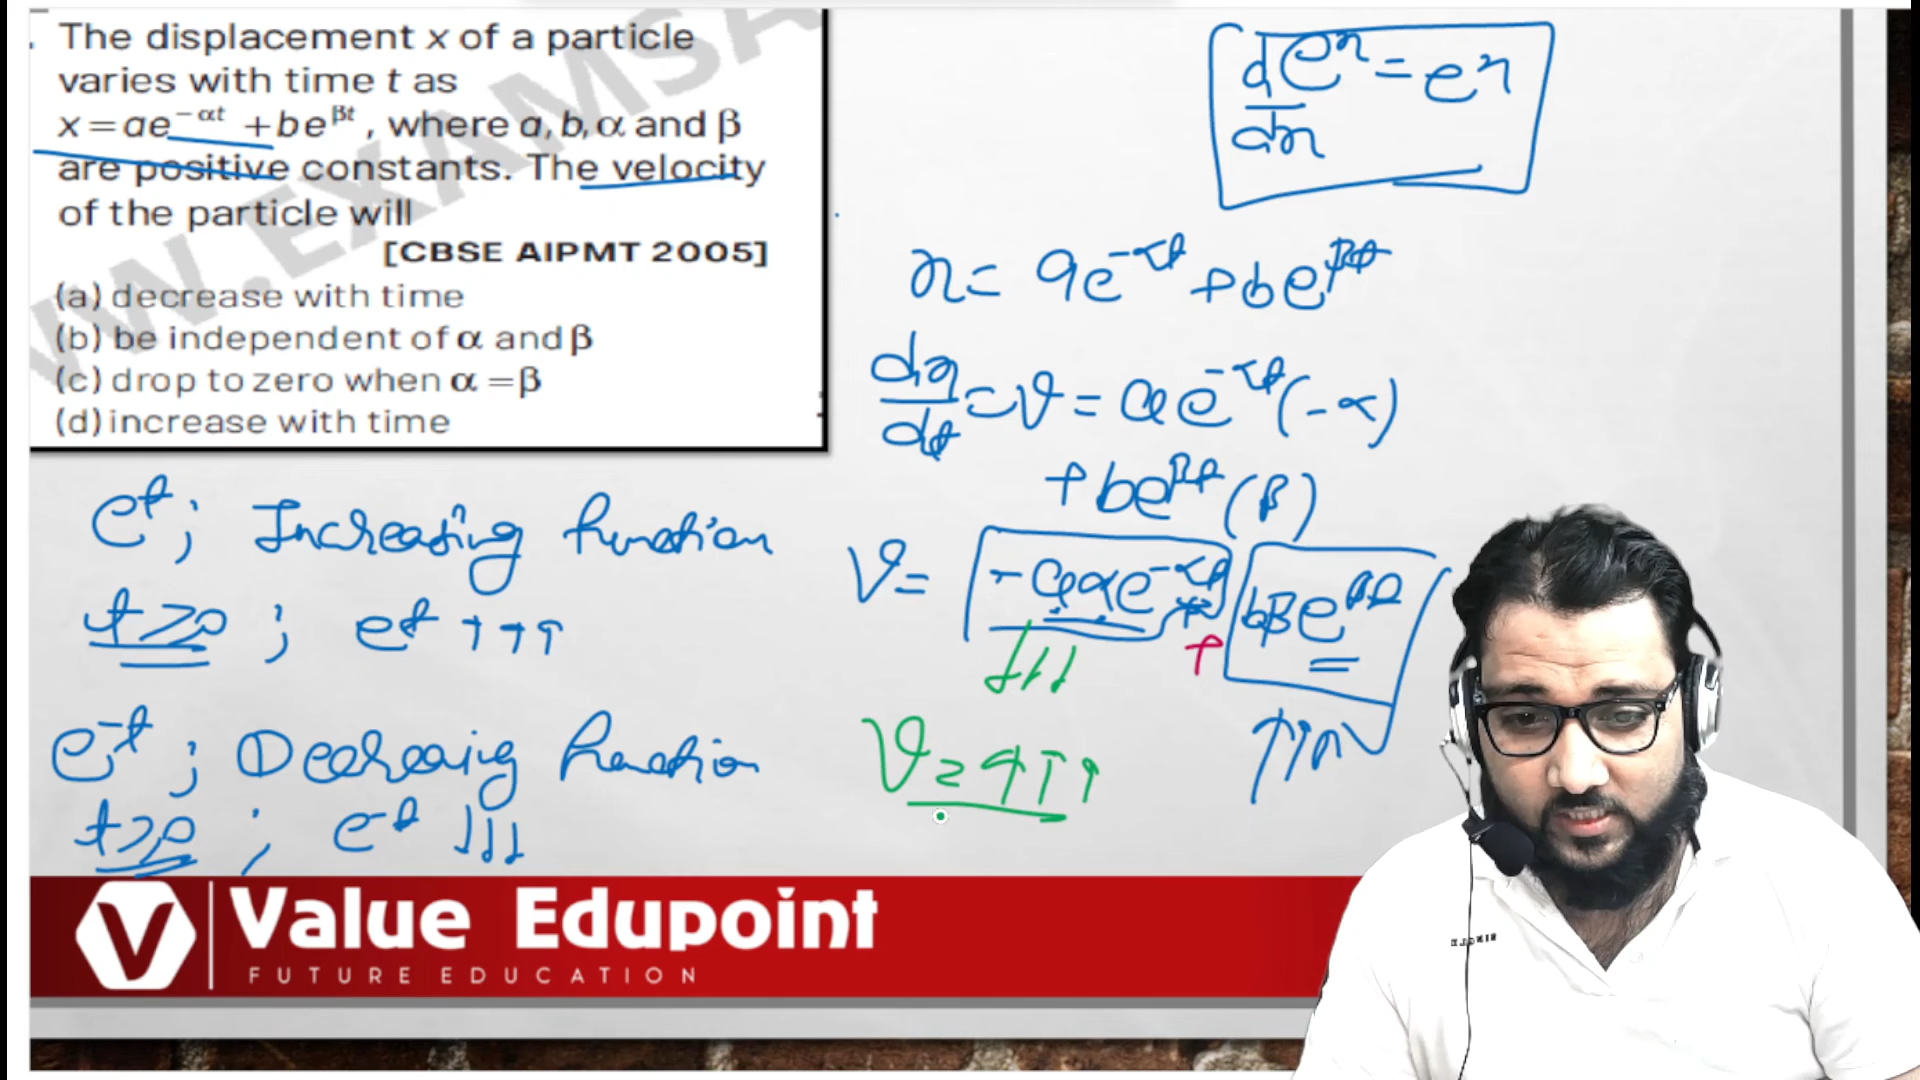 The displacement x of a particle
varies with time t as
x=ae^{-αt} +be^{βt}, where a, b, α and β
are positive constants. The velocity
of the particle will
[CBSE AIPMT 2005]
(a) decrease with time
(b) be independent of α and β
(c) drop to zero when α =β
(d) increase with time
WWW.EXAMSA
e^t ; Increasing function
t≥0 ; e^t ↑↑↑
e^{-t} ; Decreasing function
t≥0 ; e^{-t} ↓↓↓
d/dx e^x = e^x
x = ae^{-αt} + be^{βt}
dx/dt = v = a e^{-αt}(-α)
+ be^{βt} (β)
v = -aαe^{-αt} + bβe^{βt}
↓↓↓ + ↑↑↑
v = ↑↑↑
Value Edupoint
FUTURE EDUCATION